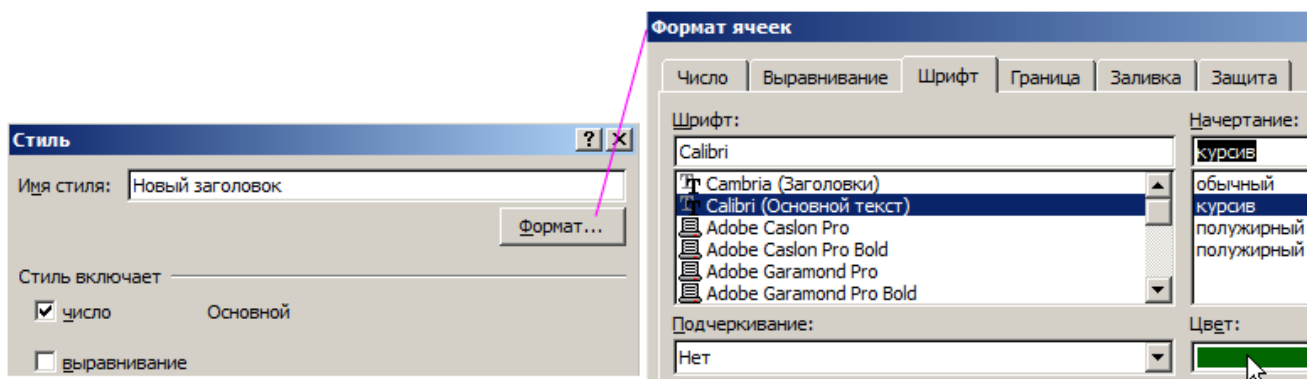 Стиль
Имя стиля: Новый заголовок
Формат...
Стиль включает
число Основной
выравнивание
Формат ячеек
Число Выравнивание Шрифт Граница Заливка Защита
Шрифт: Начертание:
Calibri курсив
Cambria (Заголовки) обычный
Calibri (Основной текст) курсив
Adobe Caslon Pro полужирный
Adobe Caslon Pro Bold полужирный
Adobe Garamond Pro
Adobe Garamond Pro Bold
Подчеркивание: Цвет:
Нет